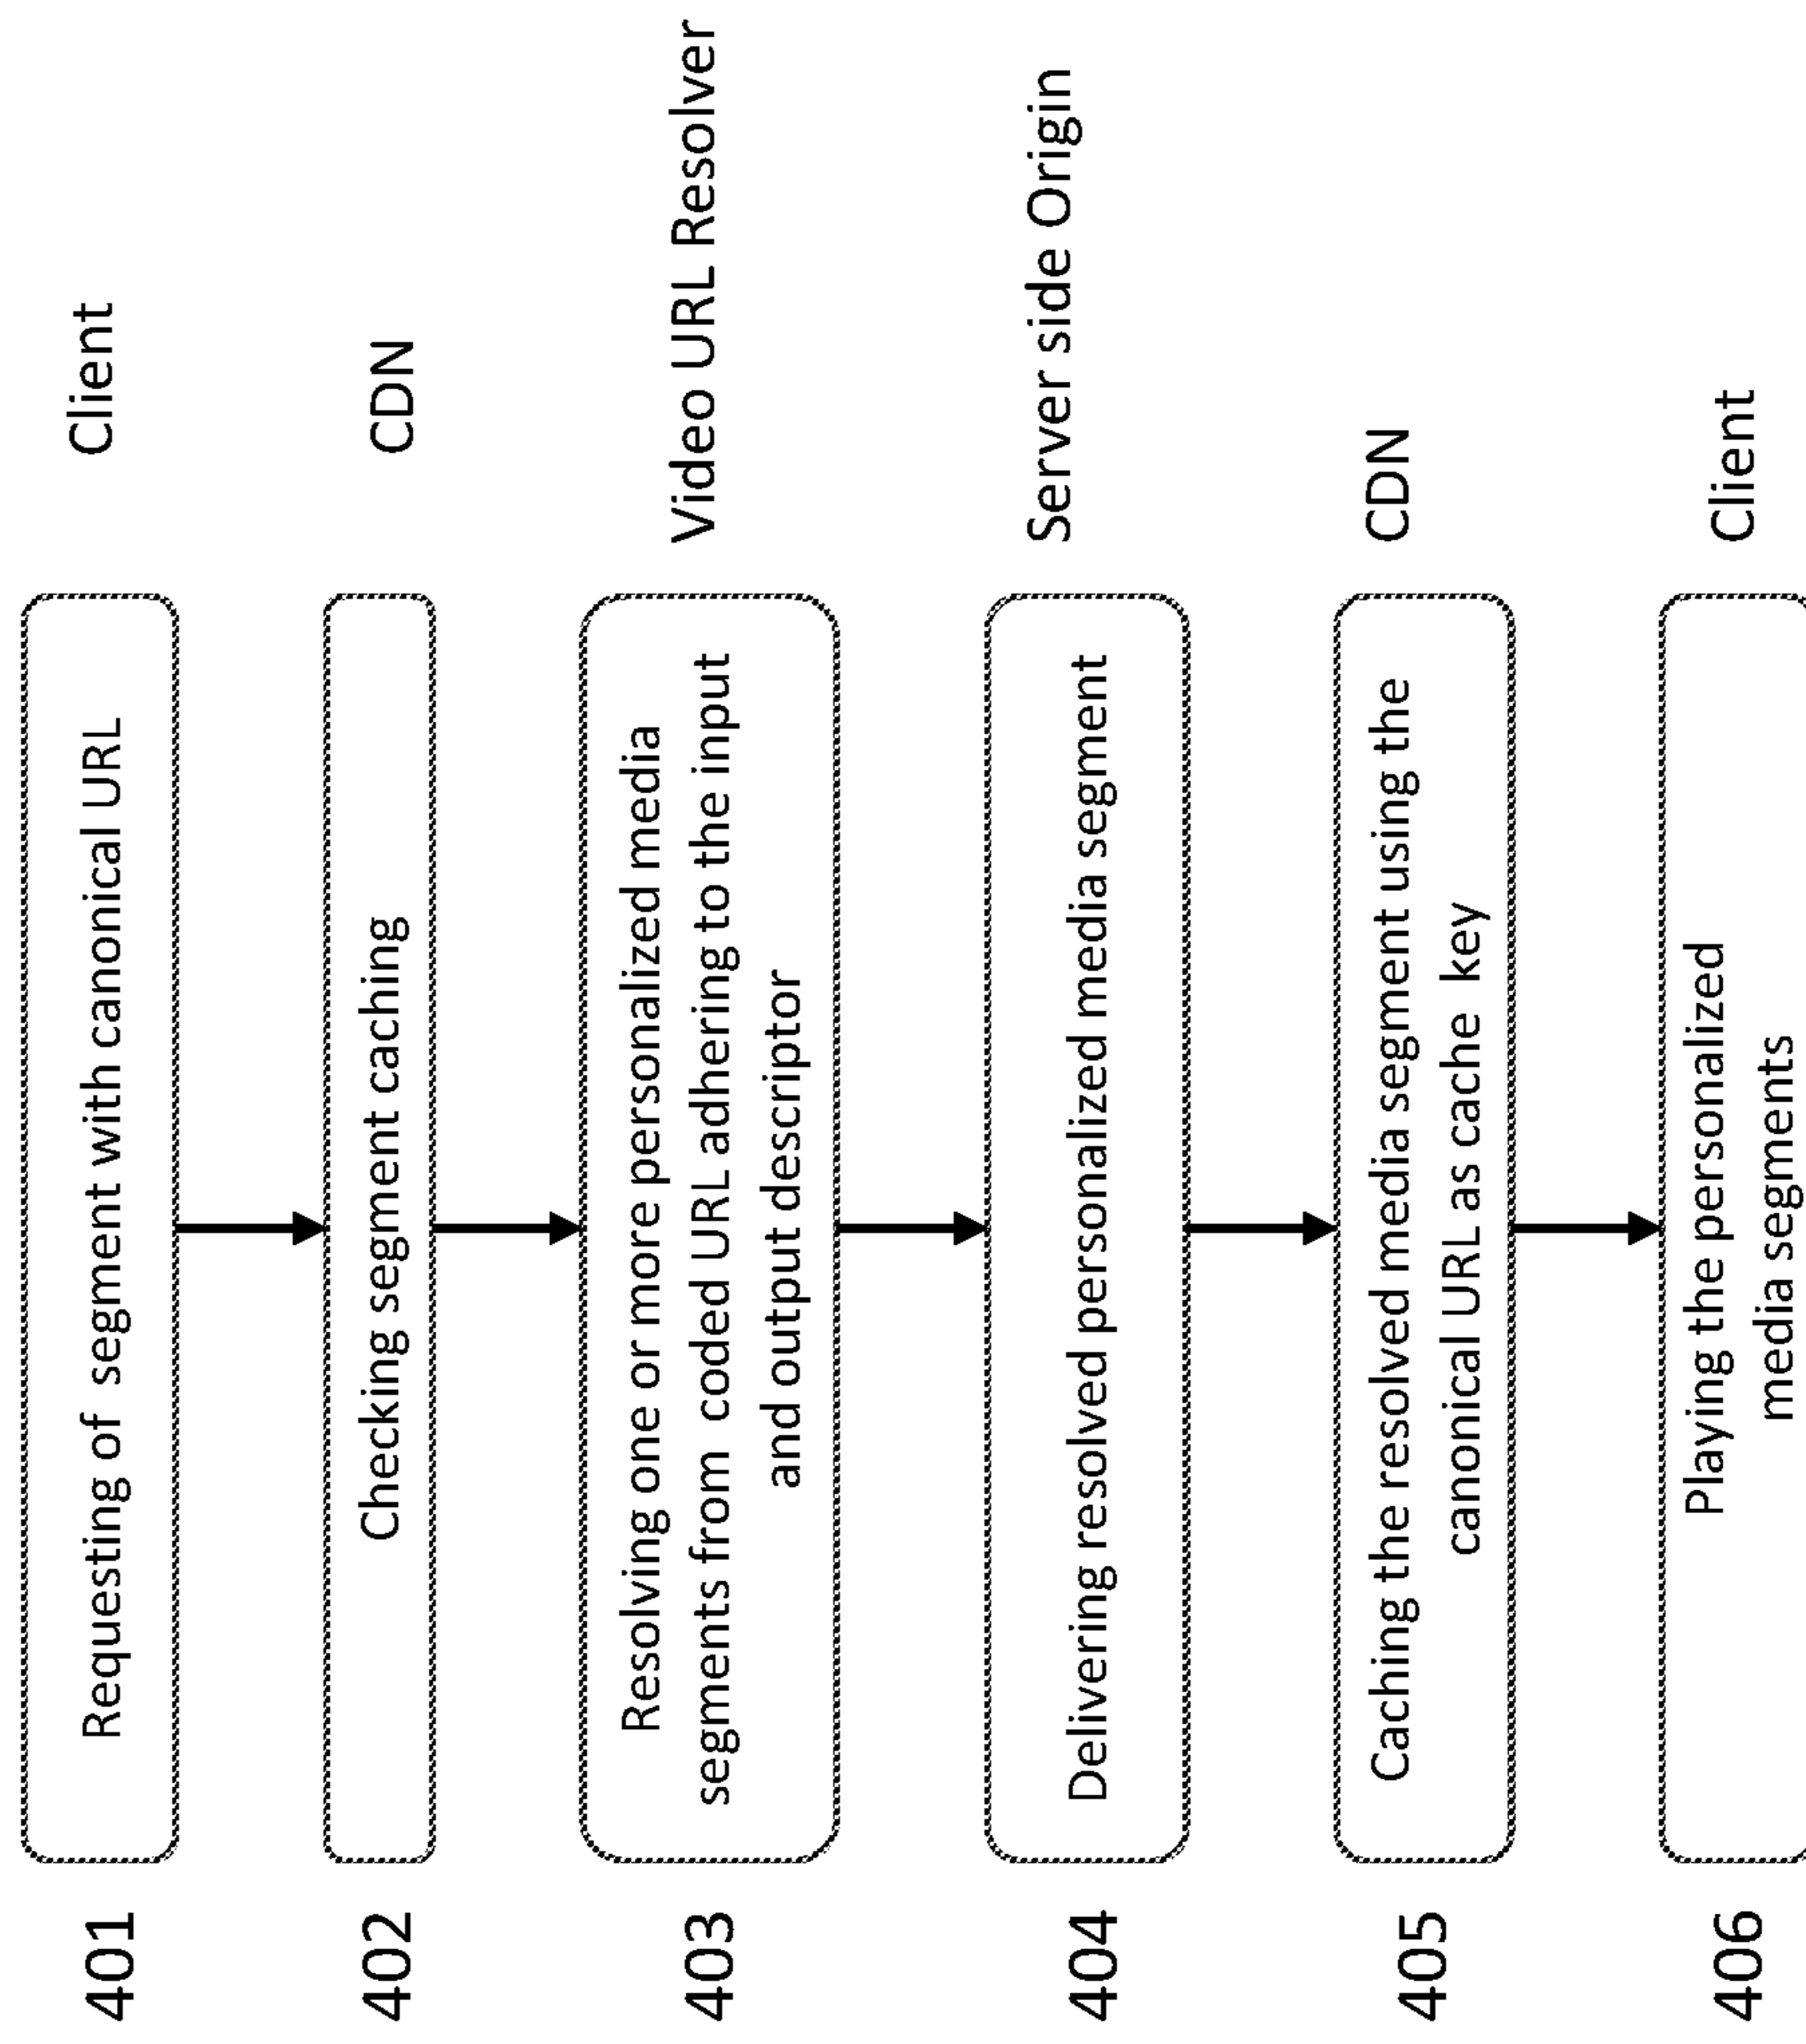 401
Requesting of segment with canonical URL
Client
402
Checking segment caching
CDN
403
Resolving one or more personalized media
segments from coded URL adhering to the input
and output descriptor
Video URL Resolver
404
Delivering resolved personalized media segment
Server side Origin
405
Caching the resolved media segment using the
canonical URL as cache key
CDN
406
Playing the personalized
media segments
Client